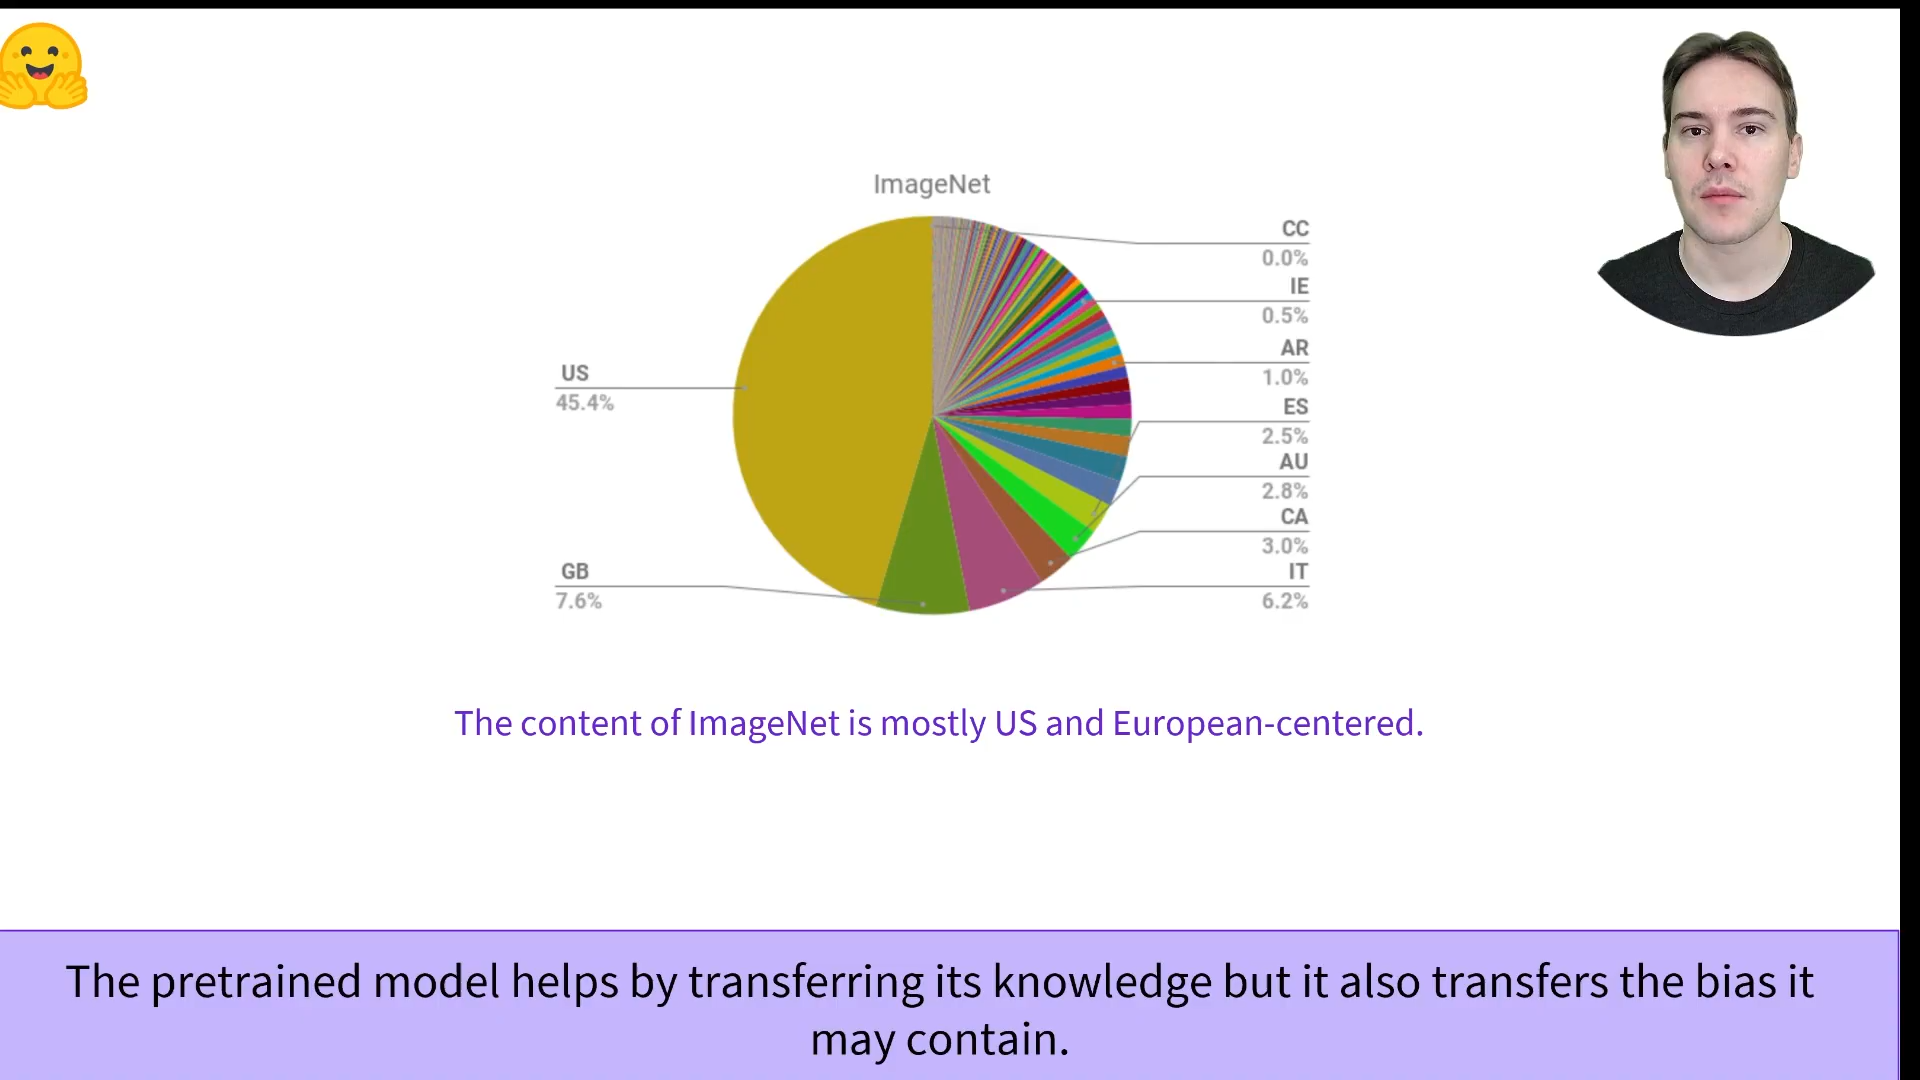 ImageNet
CC
0.0%
IE
0.5%
AR
1.0%
ES
2.5%
AU
2.8%
CA
3.0%
IT
6.2%
US
45.4%
GB
7.6%
The content of ImageNet is mostly US and European-centered.
The pretrained model helps by transferring its knowledge but it also transfers the bias it
may contain.